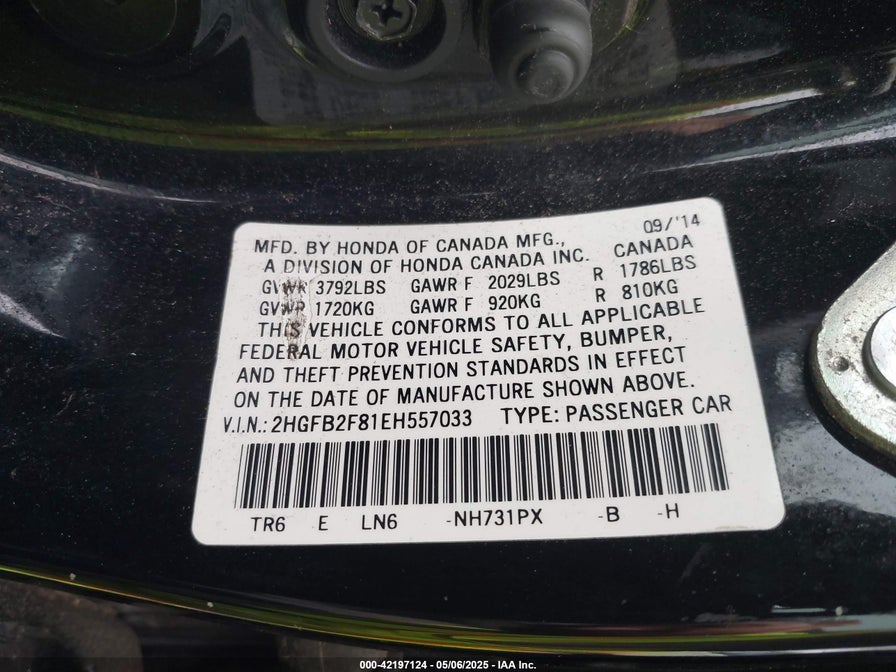 09/'14
MFD. BY HONDA OF CANADA MFG.,
A DIVISION OF HONDA CANADA INC. CANADA
GVWR 3792LBS GAWR F 2029LBS R 1786LBS
GVWR 1720KG GAWR F 920KG R 810KG
THIS VEHICLE CONFORMS TO ALL APPLICABLE
FEDERAL MOTOR VEHICLE SAFETY, BUMPER,
AND THEFT PREVENTION STANDARDS IN EFFECT
ON THE DATE OF MANUFACTURE SHOWN ABOVE.
V.I.N.: 2HGFB2F81EH557033 TYPE: PASSENGER CAR
TR6 E LN6 -NH731PX -B -H
000-42197124 - 05/06/2025 - IAA Inc.